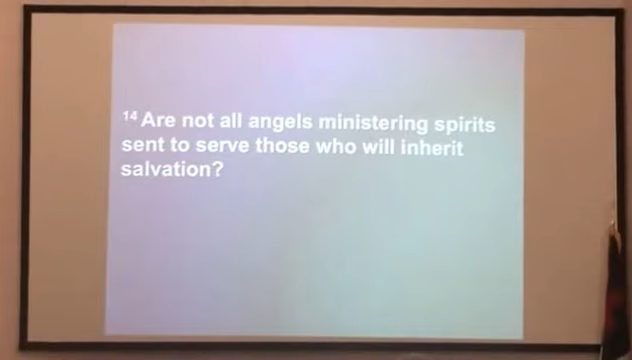 14 Are not all angels ministering spirits
sent to serve those who will inherit
salvation?